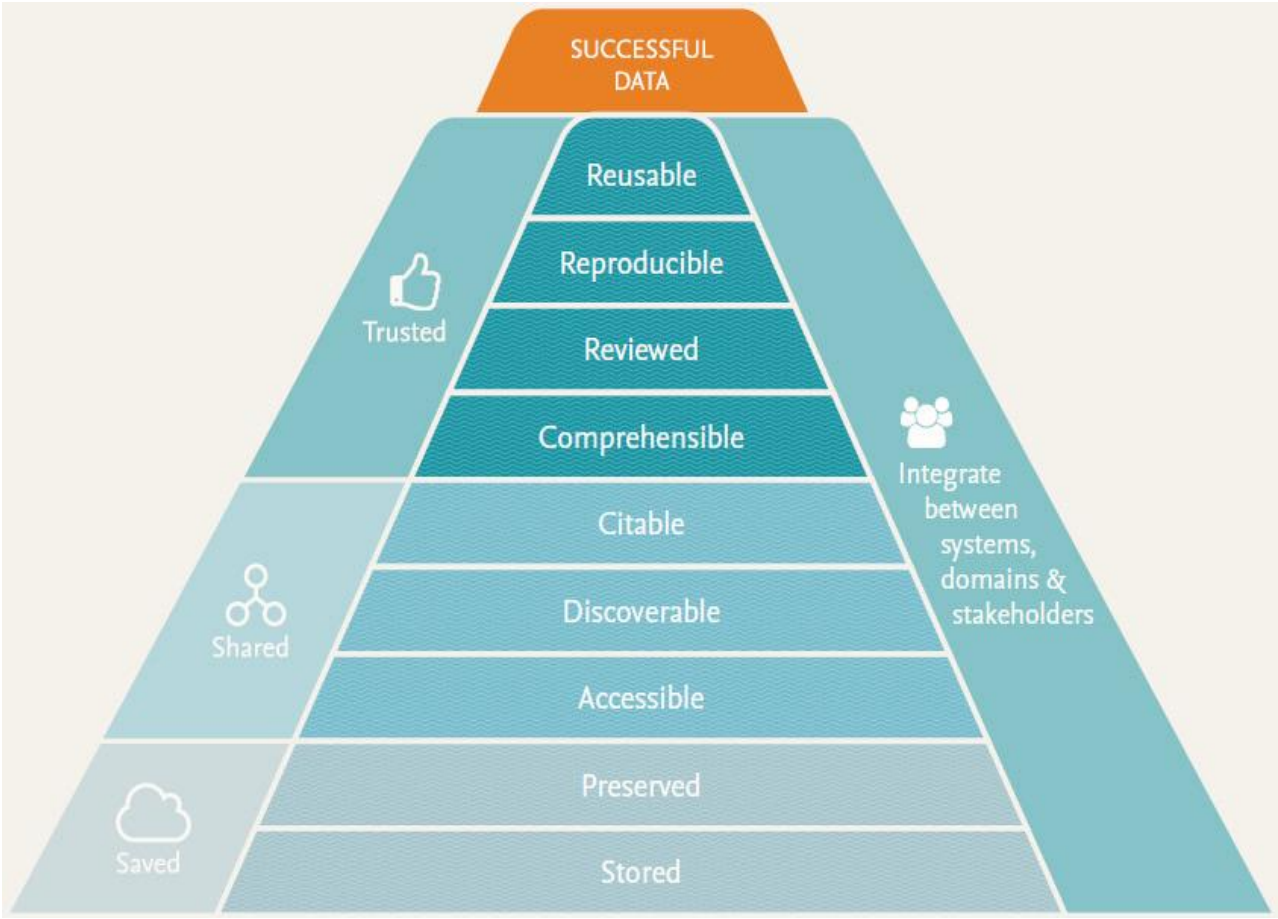 SUCCESSFUL
DATA
Reusable
Reproducible
Trusted
Reviewed
Comprehensible
Integrate
between
systems,
domains &
stakeholders
Citable
Discoverable
Shared
Accessible
Preserved
Saved
Stored